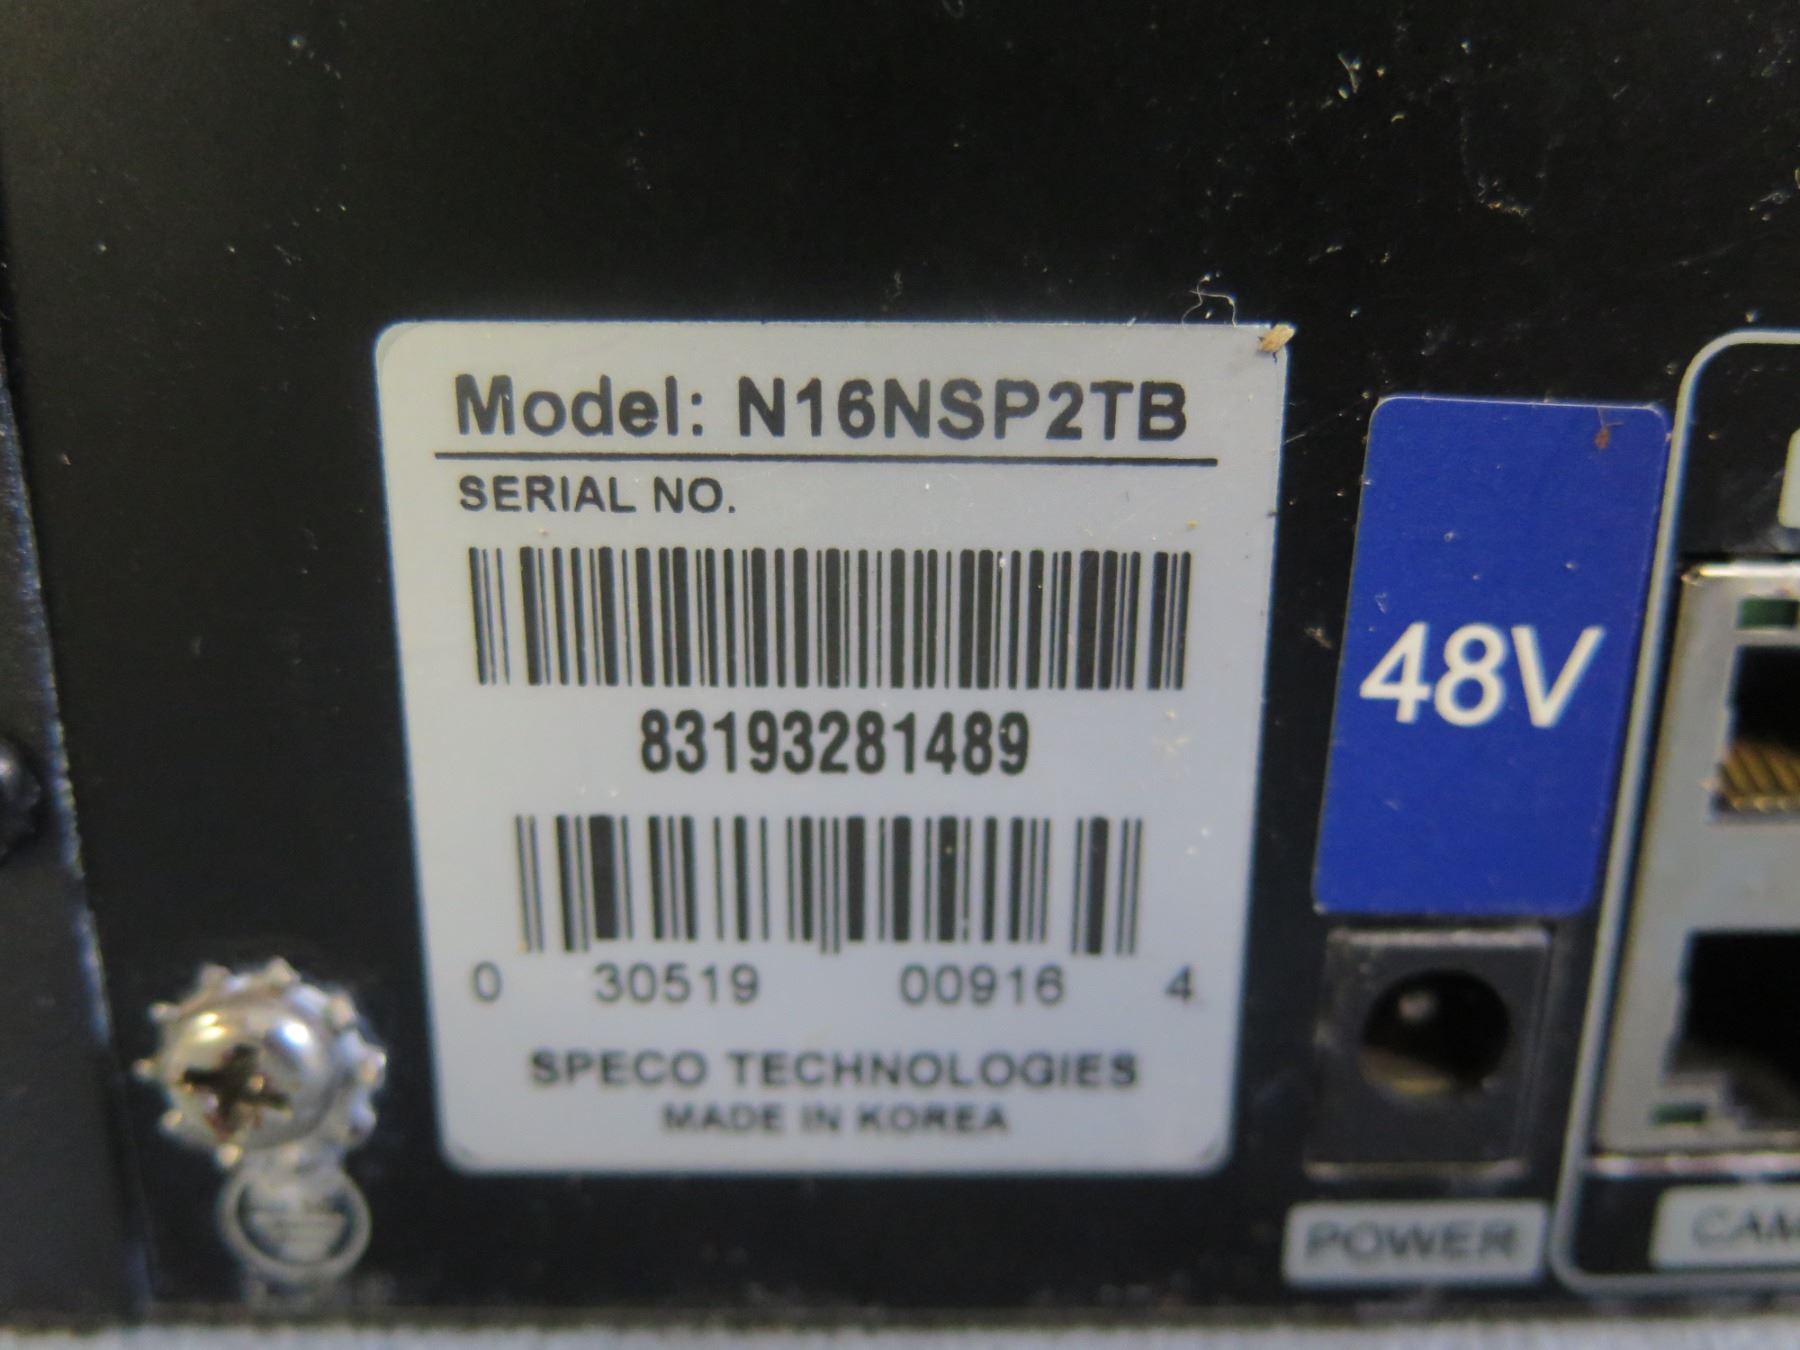 Model: N16NSP2TB
SERIAL NO.
83193281489
0 30519 00916 4
SPECO TECHNOLOGIES
MADE IN KOREA
48V
POWER